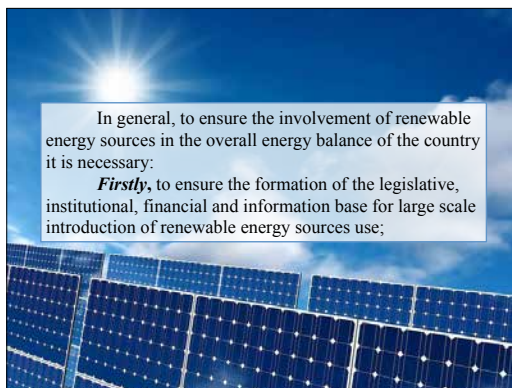 In general, to ensure the involvement of renewable
energy sources in the overall energy balance of the country
it is necessary:
Firstly, to ensure the formation of the legislative,
institutional, financial and information base for large scale
introduction of renewable energy sources use;